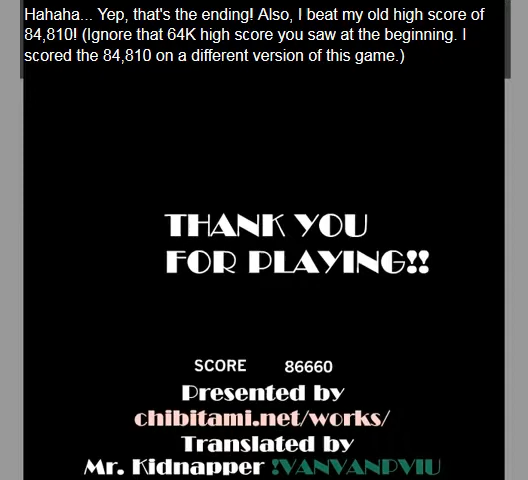 Hahaha... Yep, that's the ending! Also, I beat my old high score of
84,810! (Ignore that 64K high score you saw at the beginning. I
scored the 84,810 on a different version of this game.)
THANK YOU
FOR PLAYING!!
SCORE 86660
Presented by
chibitami.net/works/
Translated by
Mr. Kidnapper !VANVANPVIU